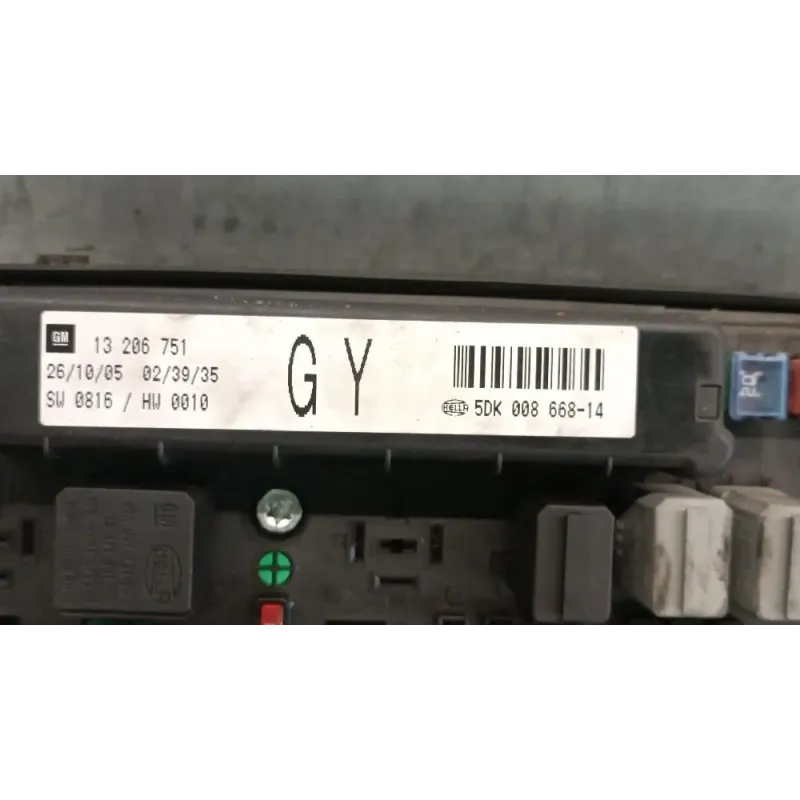 GM 13 206 751
26/10/05 02/39/35
SW 0816 / HW 0010
GY
HELLA 5DK 008 668-14